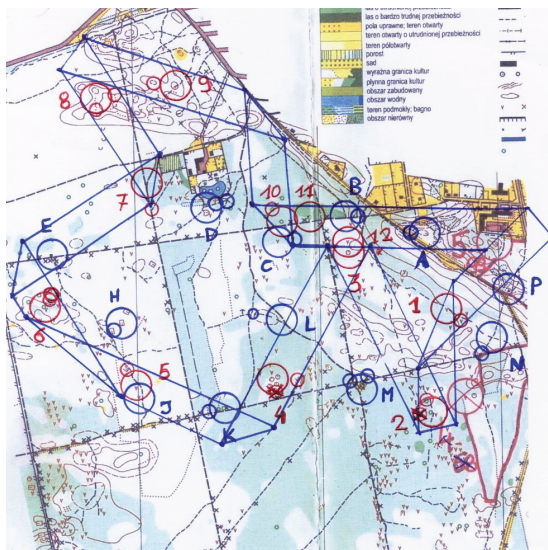 las o bardzo trudnej przebieżności
pola uprawne; teren otwarty
teren otwarty o utrudnionej przebieżności
teren półotwarty
porost
sad
wyraźna granica kultur
płynna granica kultur
obszar zabudowany
obszar wodny
teren podmokły; bagno
obszar nierówny
8
9
7
10
11
B
D
E
C
12
A
5
3
P
H
1
L
6
N
5
J
M
2
4
K